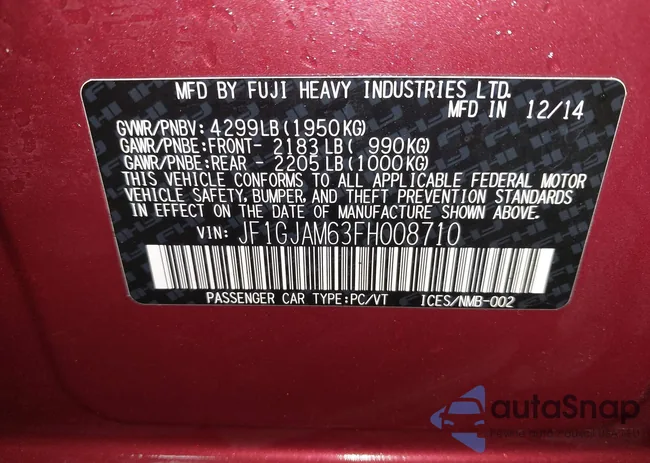 MFD BY FUJI HEAVY INDUSTRIES LTD.
MFD IN 12/14
GVWR/PNBV: 4299LB(1950KG)
GAWR/PNBE:FRONT- 2183LB( 990KG)
GAWR/PNBE:REAR - 2205LB(1000KG)
THIS VEHICLE CONFORMS TO ALL APPLICABLE FEDERAL MOTOR
VEHICLE SAFETY, BUMPER, AND THEFT PREVENTION STANDARDS
IN EFFECT ON THE DATE OF MANUFACTURE SHOWN ABOVE.
VIN: JF1GJAM63FH008710
PASSENGER CAR TYPE:PC/VT ICES/NMB-002
autaSnap